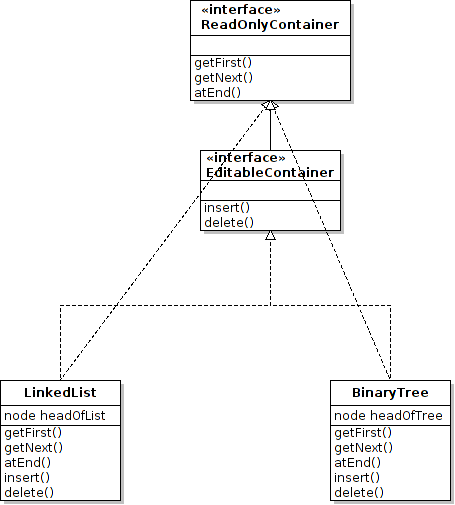 «interface»
ReadOnlyContainer
getFirst()
getNext()
atEnd()
«interface»
EditableContainer
insert()
delete()
LinkedList
node headOfList
getFirst()
getNext()
atEnd()
insert()
delete()
BinaryTree
node headOfTree
getFirst()
getNext()
atEnd()
insert()
delete()